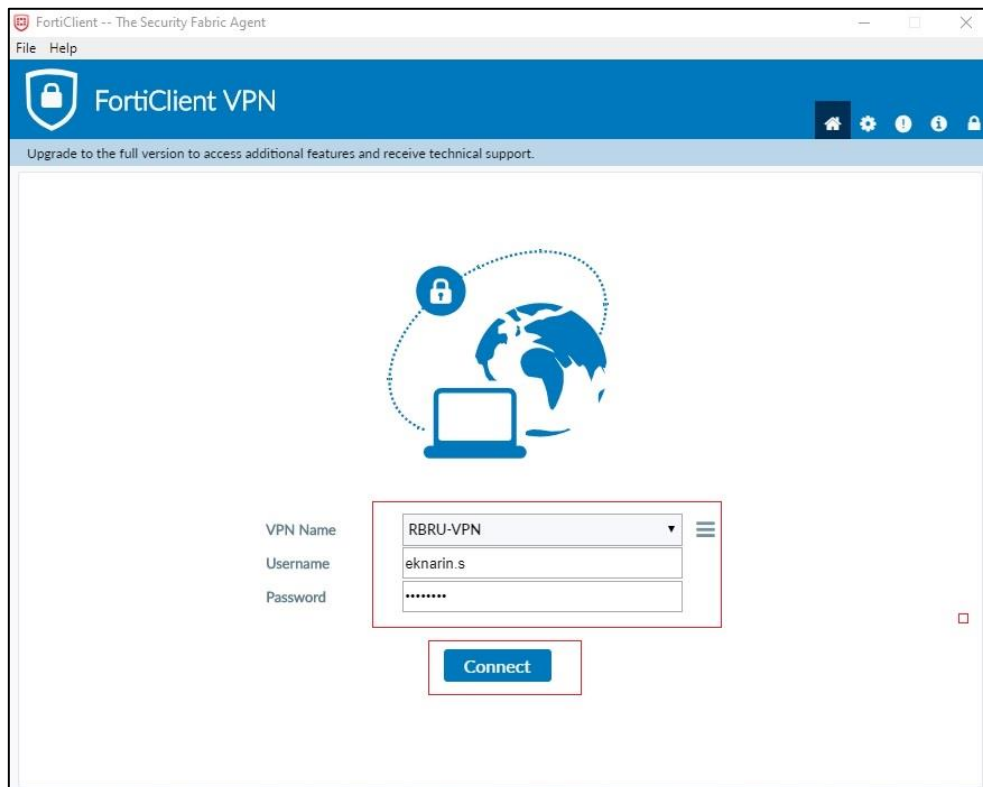 FortiClient -- The Security Fabric Agent
File Help
FortiClient VPN
Upgrade to the full version to access additional features and receive technical support.
VPN Name RBRU-VPN
Username eknarin.s
Password ••••••••
Connect